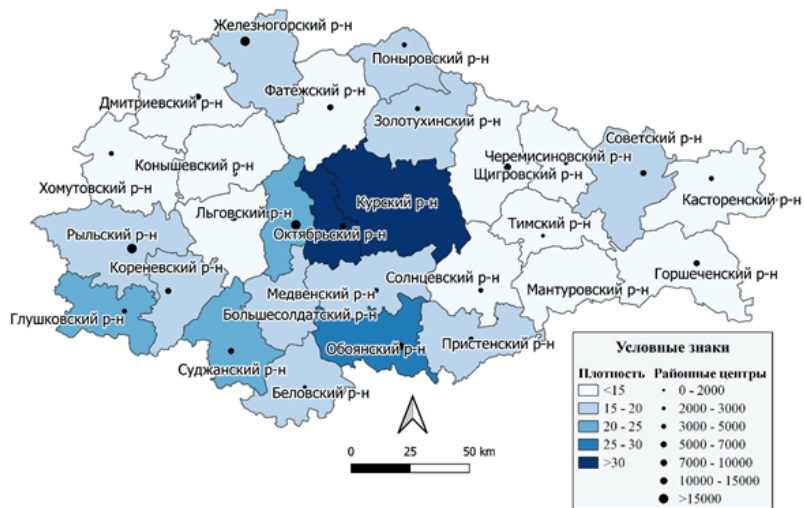 Железногорский р-н
Поныровский р-н
Фатежский р-н
Дмитриевский р-н
Золотухинский р-н
Советский р-н
Черемисиновский р-н
Конышевский р-н
Щигровский р-н
Хомутовский р-н
Касторенский р-н
Курский р-н
Льговский р-н
Тимский р-н
Рыльский р-н
Октябрьский р-н
Кореневский р-н
Солнцевский р-н
Горшеченский р-н
Медвенский р-н
Мантуровский р-н
Глушковский р-н
Большесолдатский р-н
Обоянский р-н
Пристенский р-н
Суджанский р-н
Беловский р-н
Условные знаки
Плотность Районные центры
<15 0 - 2000
15 - 20 2000 - 3000
20 - 25 3000 - 5000
25 - 30 5000 - 7000
>30 7000 - 10000
10000 - 15000
>15000
0 25 50 km